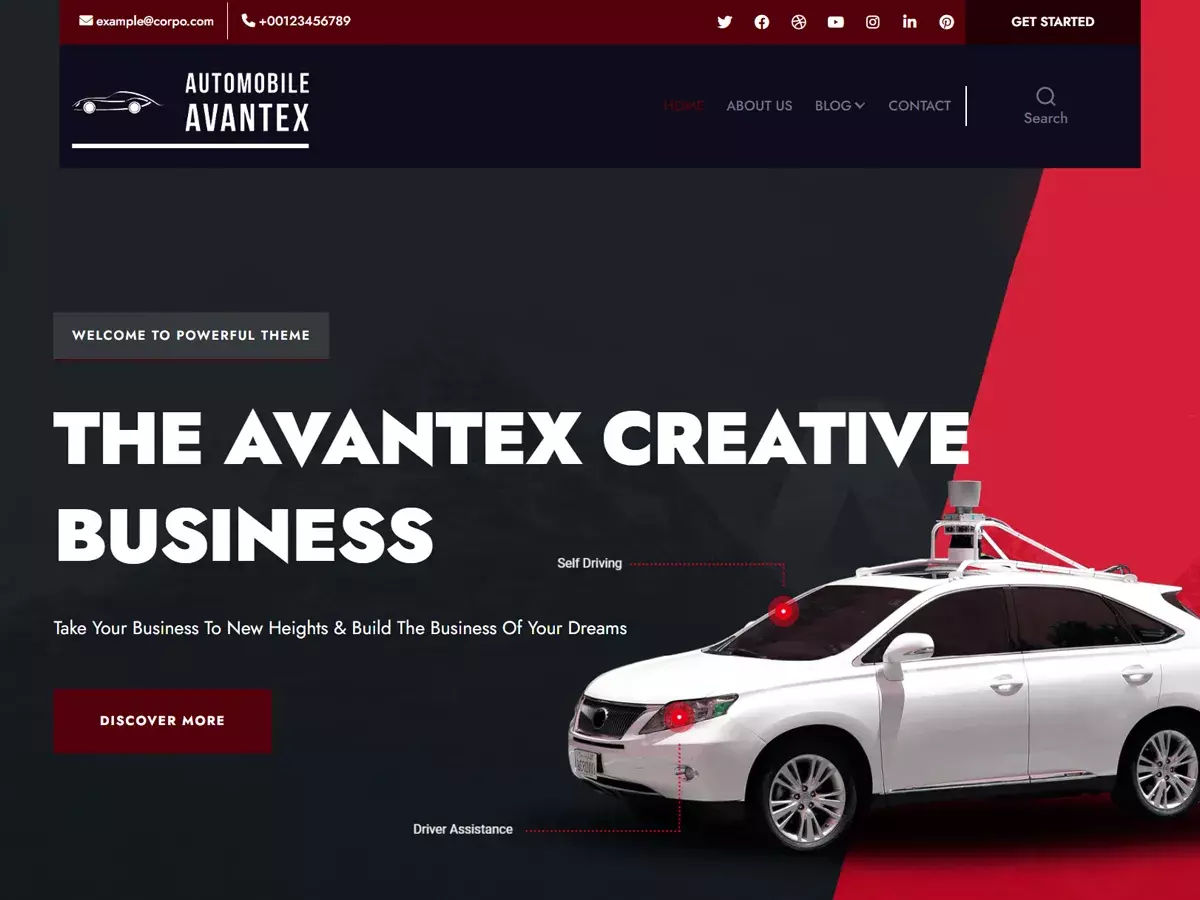 example@corpo.com
+00123456789
GET STARTED
AUTOMOBILE
AVANTEX
HOME
ABOUT US
BLOG
CONTACT
Search
WELCOME TO POWERFUL THEME
THE AVANTEX CREATIVE
BUSINESS
Self Driving
Take Your Business To New Heights & Build The Business Of Your Dreams
DISCOVER MORE
Driver Assistance